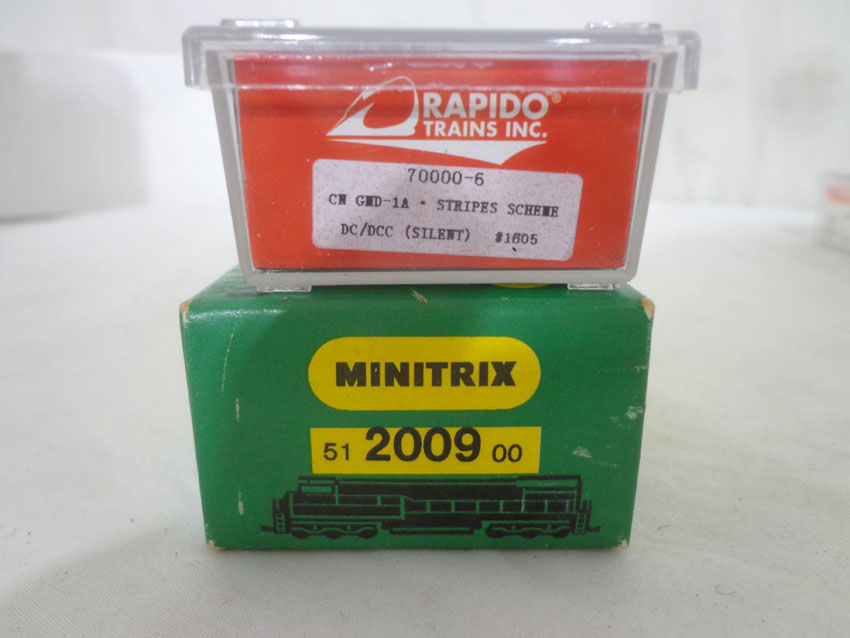 RAPIDO®
TRAINS INC.
70000-6
CN GMD-1A • STRIPES SCHEME
DC/DCC (SILENT) #1605
MINITRIX
51 2009 00